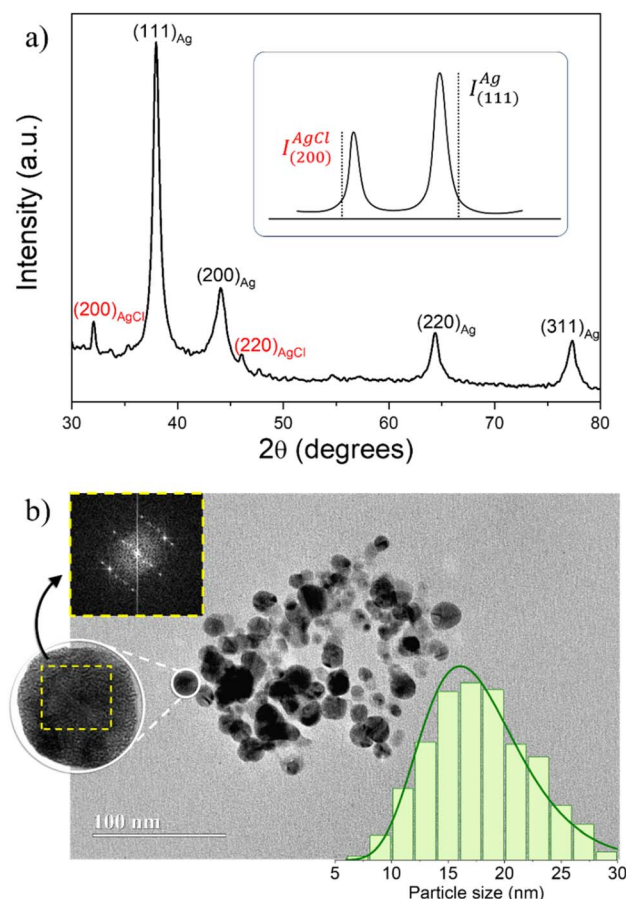 a)
(111)Ag
I(111)^Ag
I(200)^AgCl
(200)Ag
(200)AgCl
(220)AgCl
(220)Ag
(311)Ag
Intensity (a.u.)
30 40 50 60 70 80
2θ (degrees)
b)
100 nm
5 10 15 20 25 30
Particle size (nm)